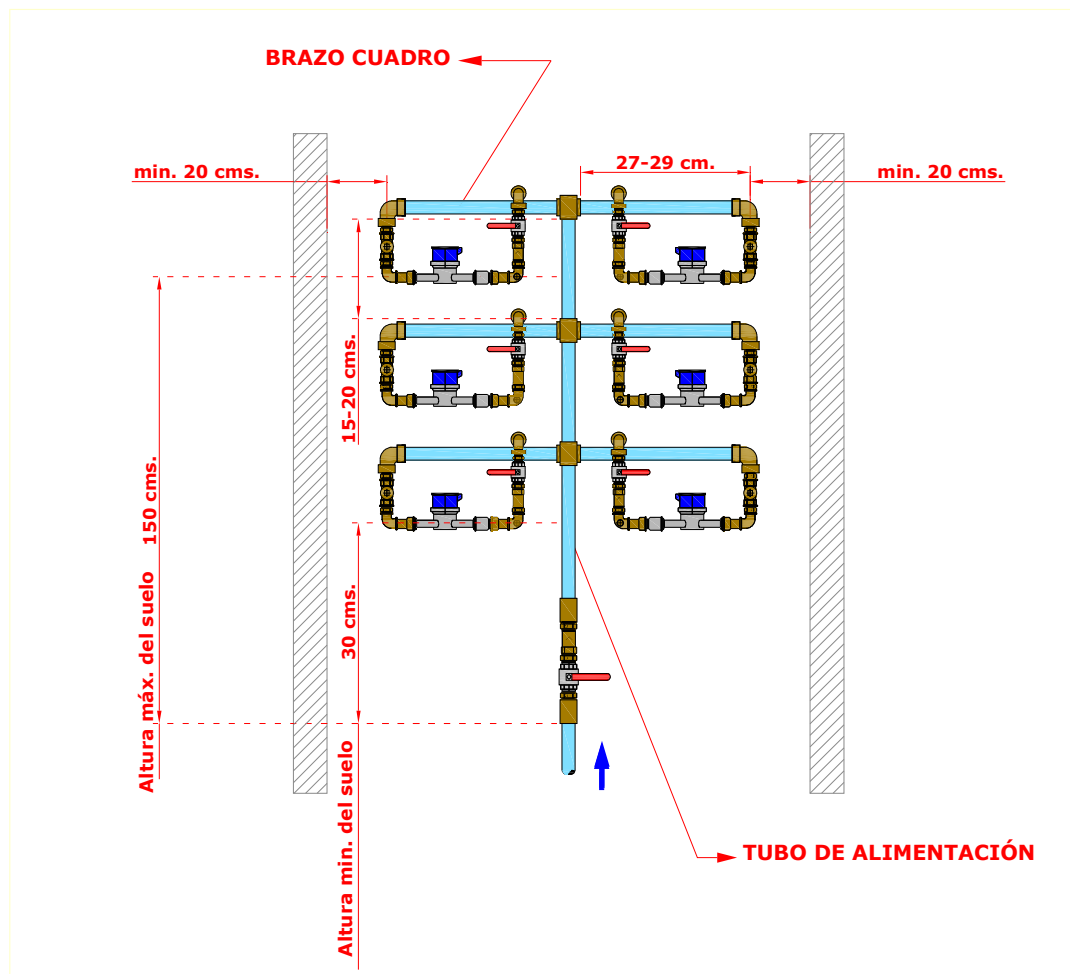 BRAZO CUADRO
min. 20 cms.
27-29 cm.
min. 20 cms.
15-20 cms.
Altura máx. del suelo 150 cms.
30 cms.
Altura min. del suelo
TUBO DE ALIMENTACIÓN